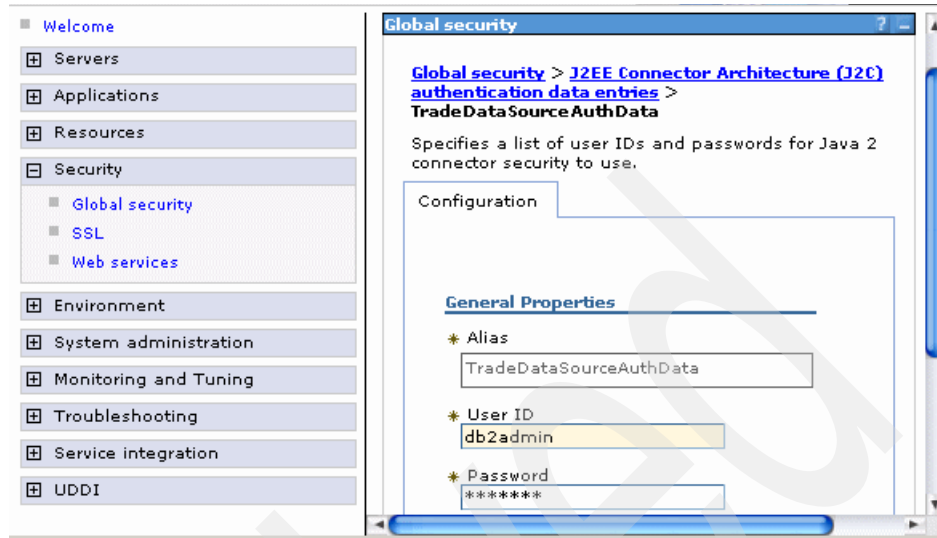 Welcome
Servers
Applications
Resources
Security
Global security
SSL
Web services
Environment
System administration
Monitoring and Tuning
Troubleshooting
Service integration
UDDI
Global security
? –
Global security > J2EE Connector Architecture (J2C)
authentication data entries >
TradeDataSourceAuthData
Specifies a list of user IDs and passwords for Java 2
connector security to use.
Configuration
General Properties
* Alias
TradeDataSourceAuthData
* User ID
db2admin
* Password
*******